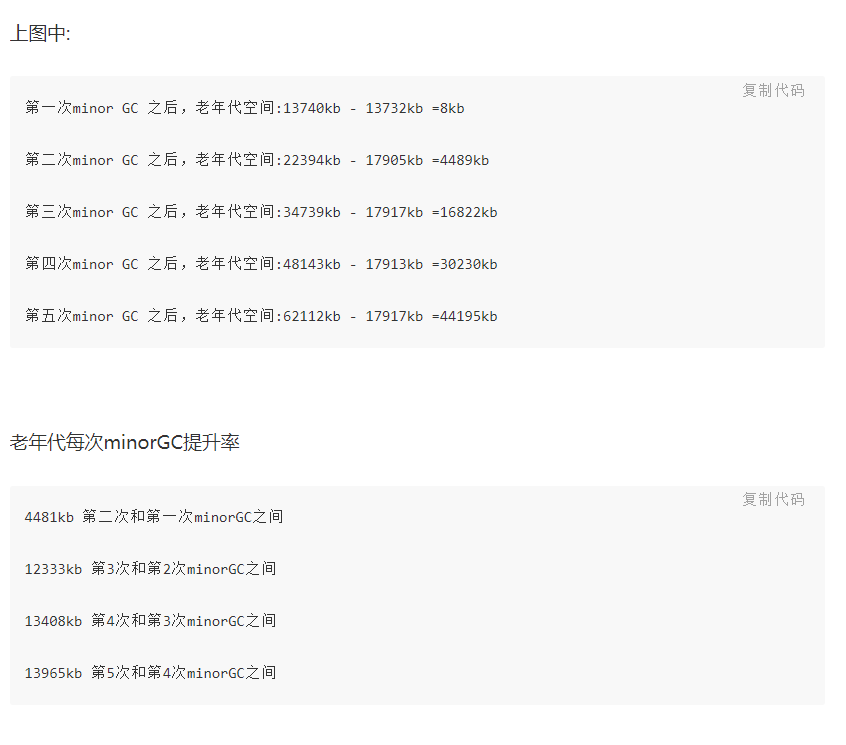 上图中:
复制代码
第一次minor GC 之后，老年代空间:13740kb - 13732kb =8kb
第二次minor GC 之后，老年代空间:22394kb - 17905kb =4489kb
第三次minor GC 之后，老年代空间:34739kb - 17917kb =16822kb
第四次minor GC 之后，老年代空间:48143kb - 17913kb =30230kb
第五次minor GC 之后，老年代空间:62112kb - 17917kb =44195kb
老年代每次minorGC提升率
复制代码
4481kb 第二次和第一次minorGC之间
12333kb 第3次和第2次minorGC之间
13408kb 第4次和第3次minorGC之间
13965kb 第5次和第4次minorGC之间